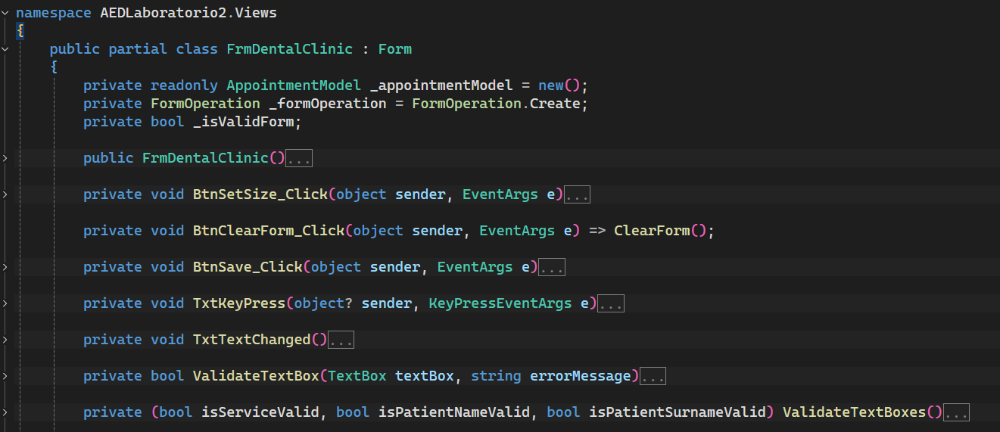 namespace AEDLaboratorio2.Views
{
public partial class FrmDentalClinic : Form
{
private readonly AppointmentModel _appointmentModel = new();
private FormOperation _formOperation = FormOperation.Create;
private bool _isValidForm;
public FrmDentalClinic()...
private void BtnSetSize_Click(object sender, EventArgs e)...
private void BtnClearForm_Click(object sender, EventArgs e) => ClearForm();
private void BtnSave_Click(object sender, EventArgs e)...
private void TxtKeyPress(object? sender, KeyPressEventArgs e)...
private void TxtTextChanged()...
private bool ValidateTextBox(TextBox textBox, string errorMessage)...
private (bool isServiceValid, bool isPatientNameValid, bool isPatientSurnameValid) ValidateTextBoxes()...